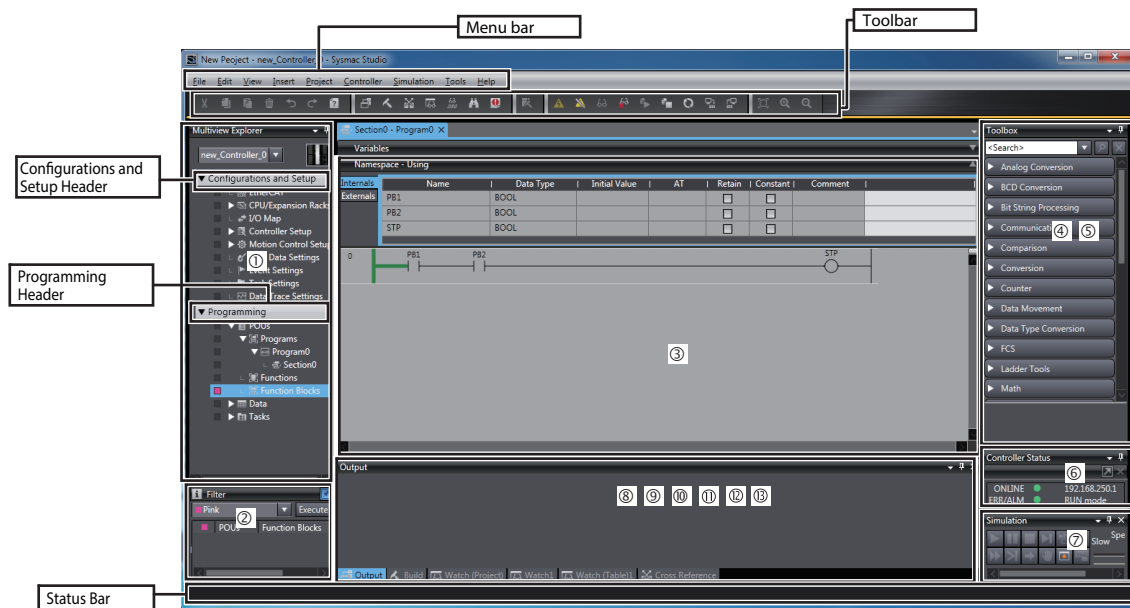 Menu bar
Toolbar
New Peoject - new_Controller_0 - Sysmac Studio
File Edit View Insert Project Controller Simulation Tools Help
Multiview Explorer
new_Controller_0
Configurations and Setup Header
Configurations and Setup
EtherCAT
CPU/Expansion Racks
I/O Map
Controller Setup
Motion Control Setup
①
Data Settings
Event Settings
Task Settings
Data Trace Settings
Programming Header
Programming
POUs
Programs
Program0
Section0
Functions
Function Blocks
Data
Tasks
Filter
Pink
Execute
②
POUs Function Blocks
Section0 - Program0
Variables
Namespace - Using
Internals
Externals
Name Data Type Initial Value AT Retain Constant Comment
PB1 BOOL
PB2 BOOL
STP BOOL
0 PB1 PB2 STP
③
Output
⑧ ⑨ ⑩ ⑪ ⑫ ⑬
Output Build Watch (Project) Watch1 Watch (Table)1 Cross Reference
Toolbox
<Search>
Analog Conversion
BCD Conversion
Bit String Processing
Communicati ④ ⑤
Comparison
Conversion
Counter
Data Movement
Data Type Conversion
FCS
Ladder Tools
Math
Controller Status
⑥
ONLINE 192.168.250.1
ERR/ALM RUN mode
Simulation
⑦
Slow Spe
Status Bar